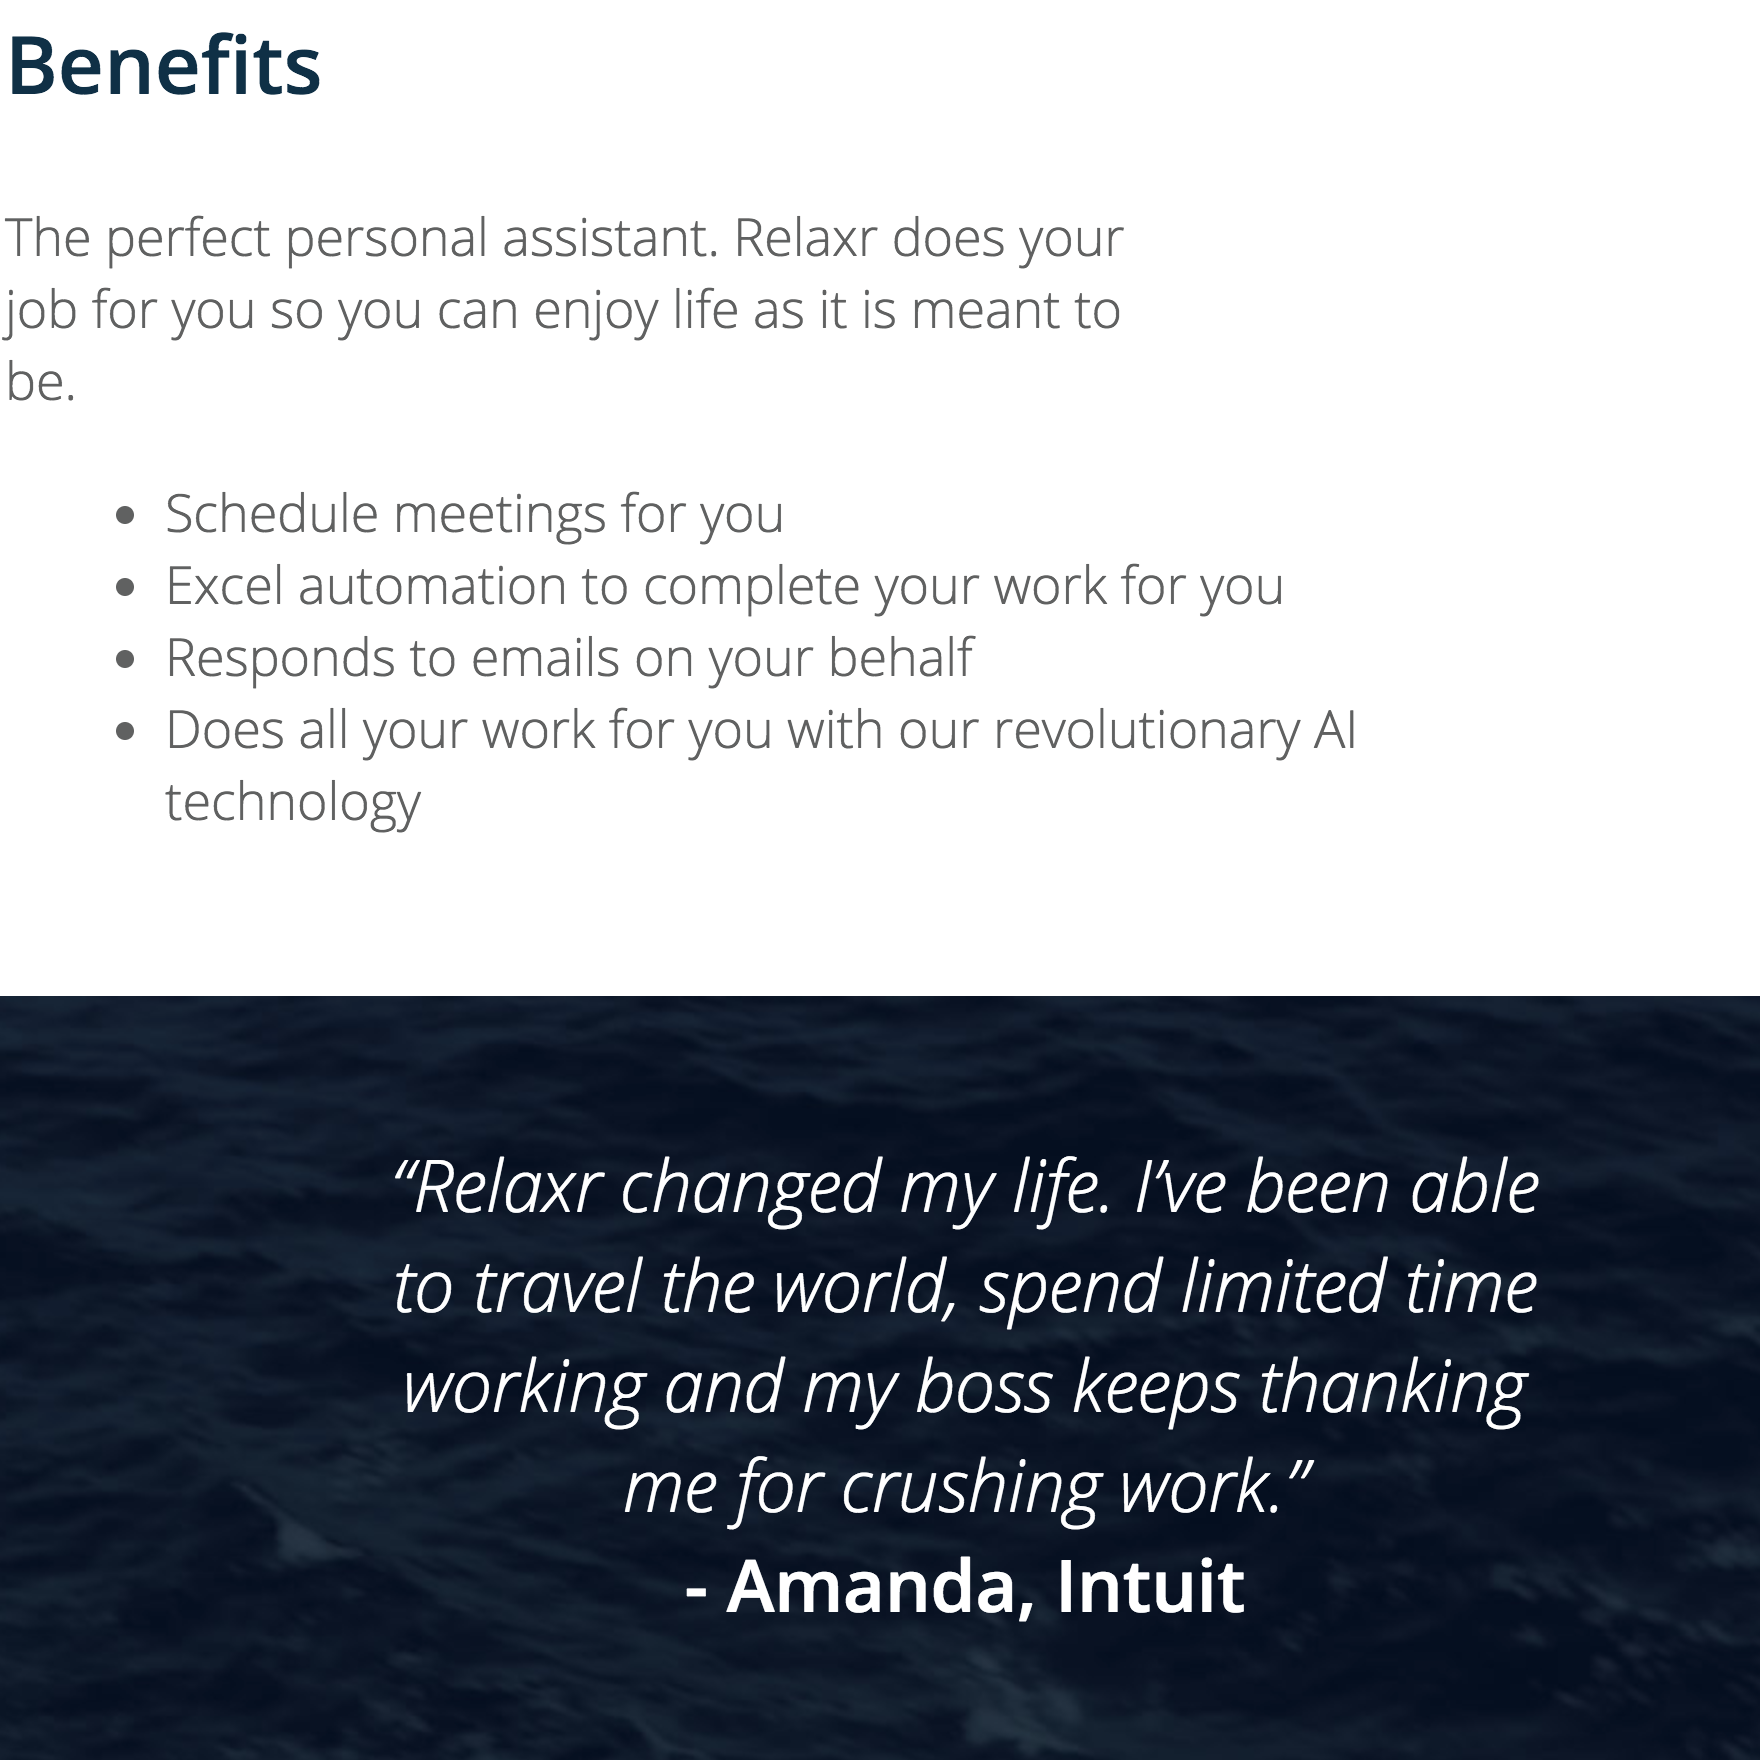 Benefits
The perfect personal assistant. Relaxr does your
job for you so you can enjoy life as it is meant to
be.
• Schedule meetings for you
• Excel automation to complete your work for you
• Responds to emails on your behalf
• Does all your work for you with our revolutionary AI
technology
“Relaxr changed my life. I’ve been able
to travel the world, spend limited time
working and my boss keeps thanking
me for crushing work.”
- Amanda, Intuit